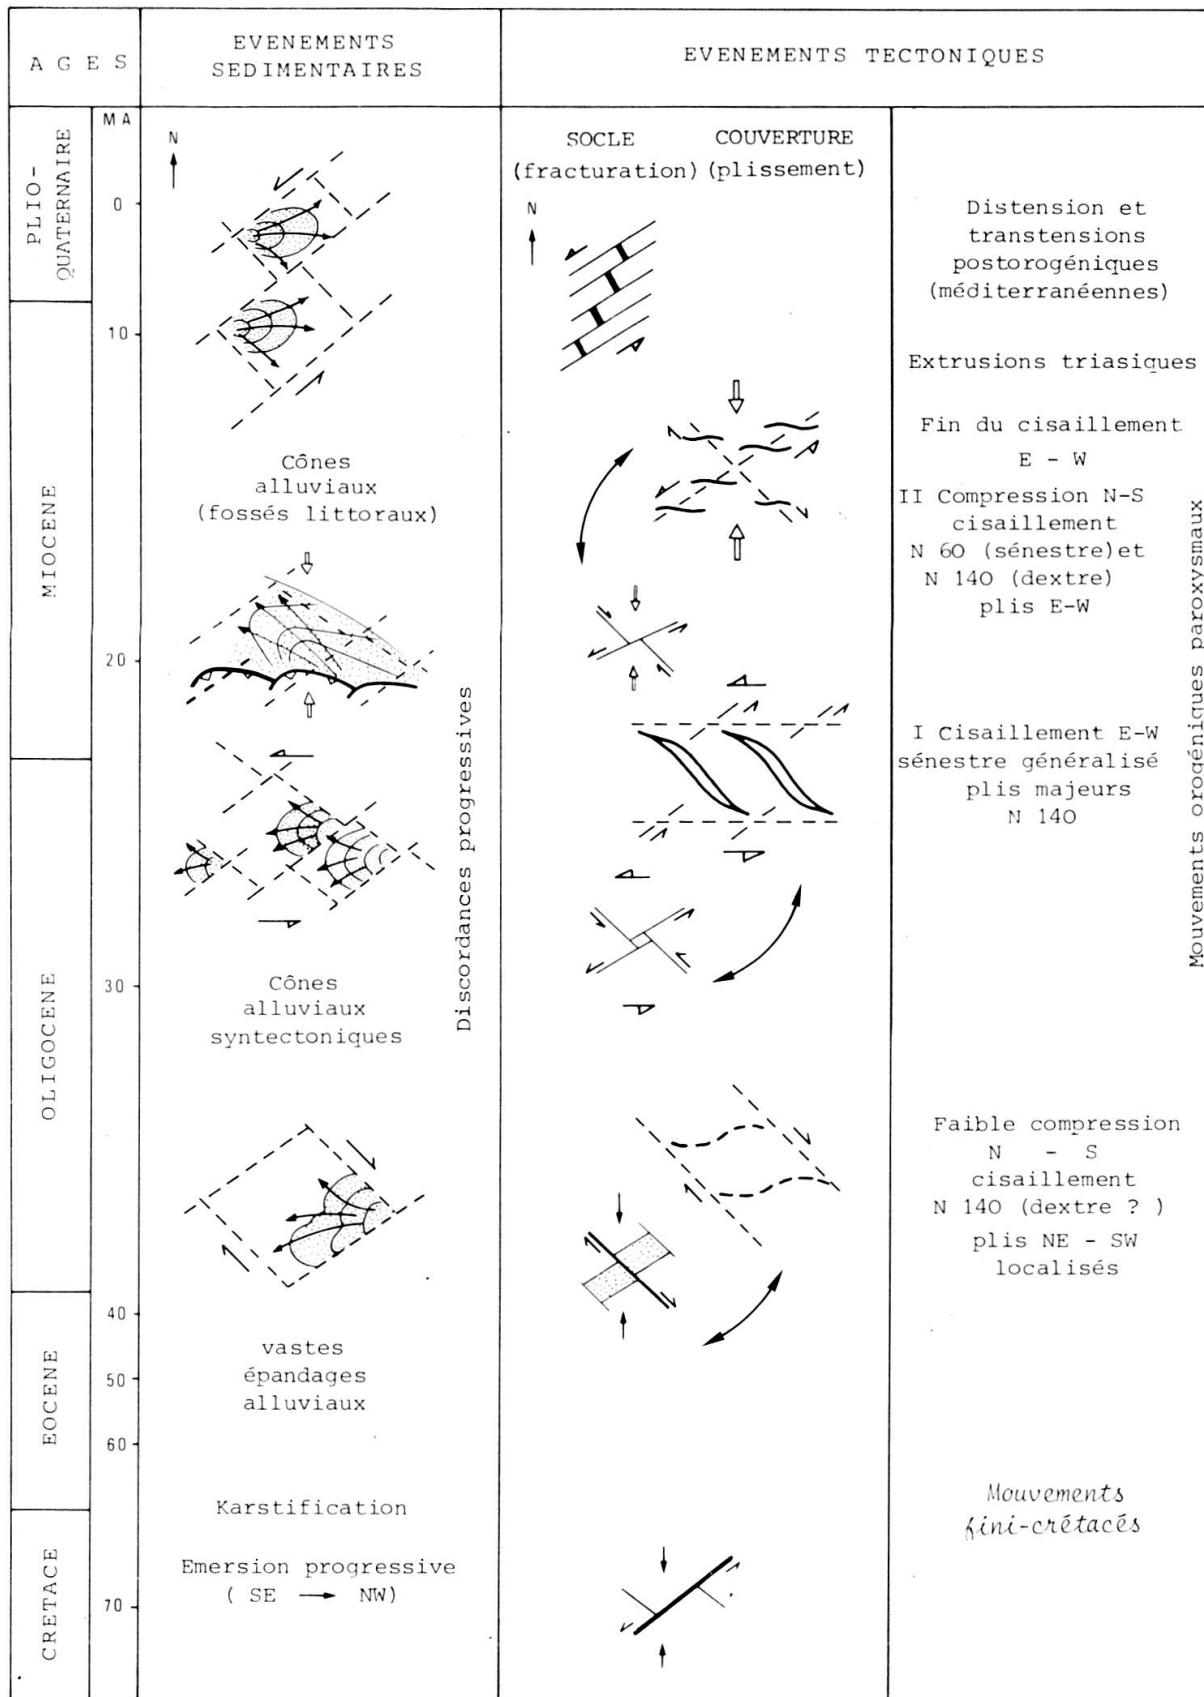 AGES
EVENEMENTS
SEDIMENTAIRES
EVENEMENTS TECTONIQUES
PLIO-
QUATERNAIRE
MIOCENE
OLIGOCENE
EOCENE
CRETACE
MA
0
10
20
30
40
50
60
70
N
Cônes
alluviaux
(fossés littoraux)
Cônes
alluviaux
syntectoniques
vastes
épandages
alluviaux
Karstification
Emersion progressive
( SE → NW)
Discordances progressives
SOCLE COUVERTURE
(fracturation) (plissement)
N
Distension et
transtensions
postorogéniques
(méditerranéennes)
Extrusions triasiques
Fin du cisaillement
E - W
II Compression N-S
cisaillement
N 60 (sénestre)et
N 140 (dextre)
plis E-W
I Cisaillement E-W
sénestre généralisé
plis majeurs
N 140
Faible compression
N - S
cisaillement
N 140 (dextre ? )
plis NE - SW
localisés
Mouvements
fini-crétacés
Mouvements orogéniques paroxysmaux